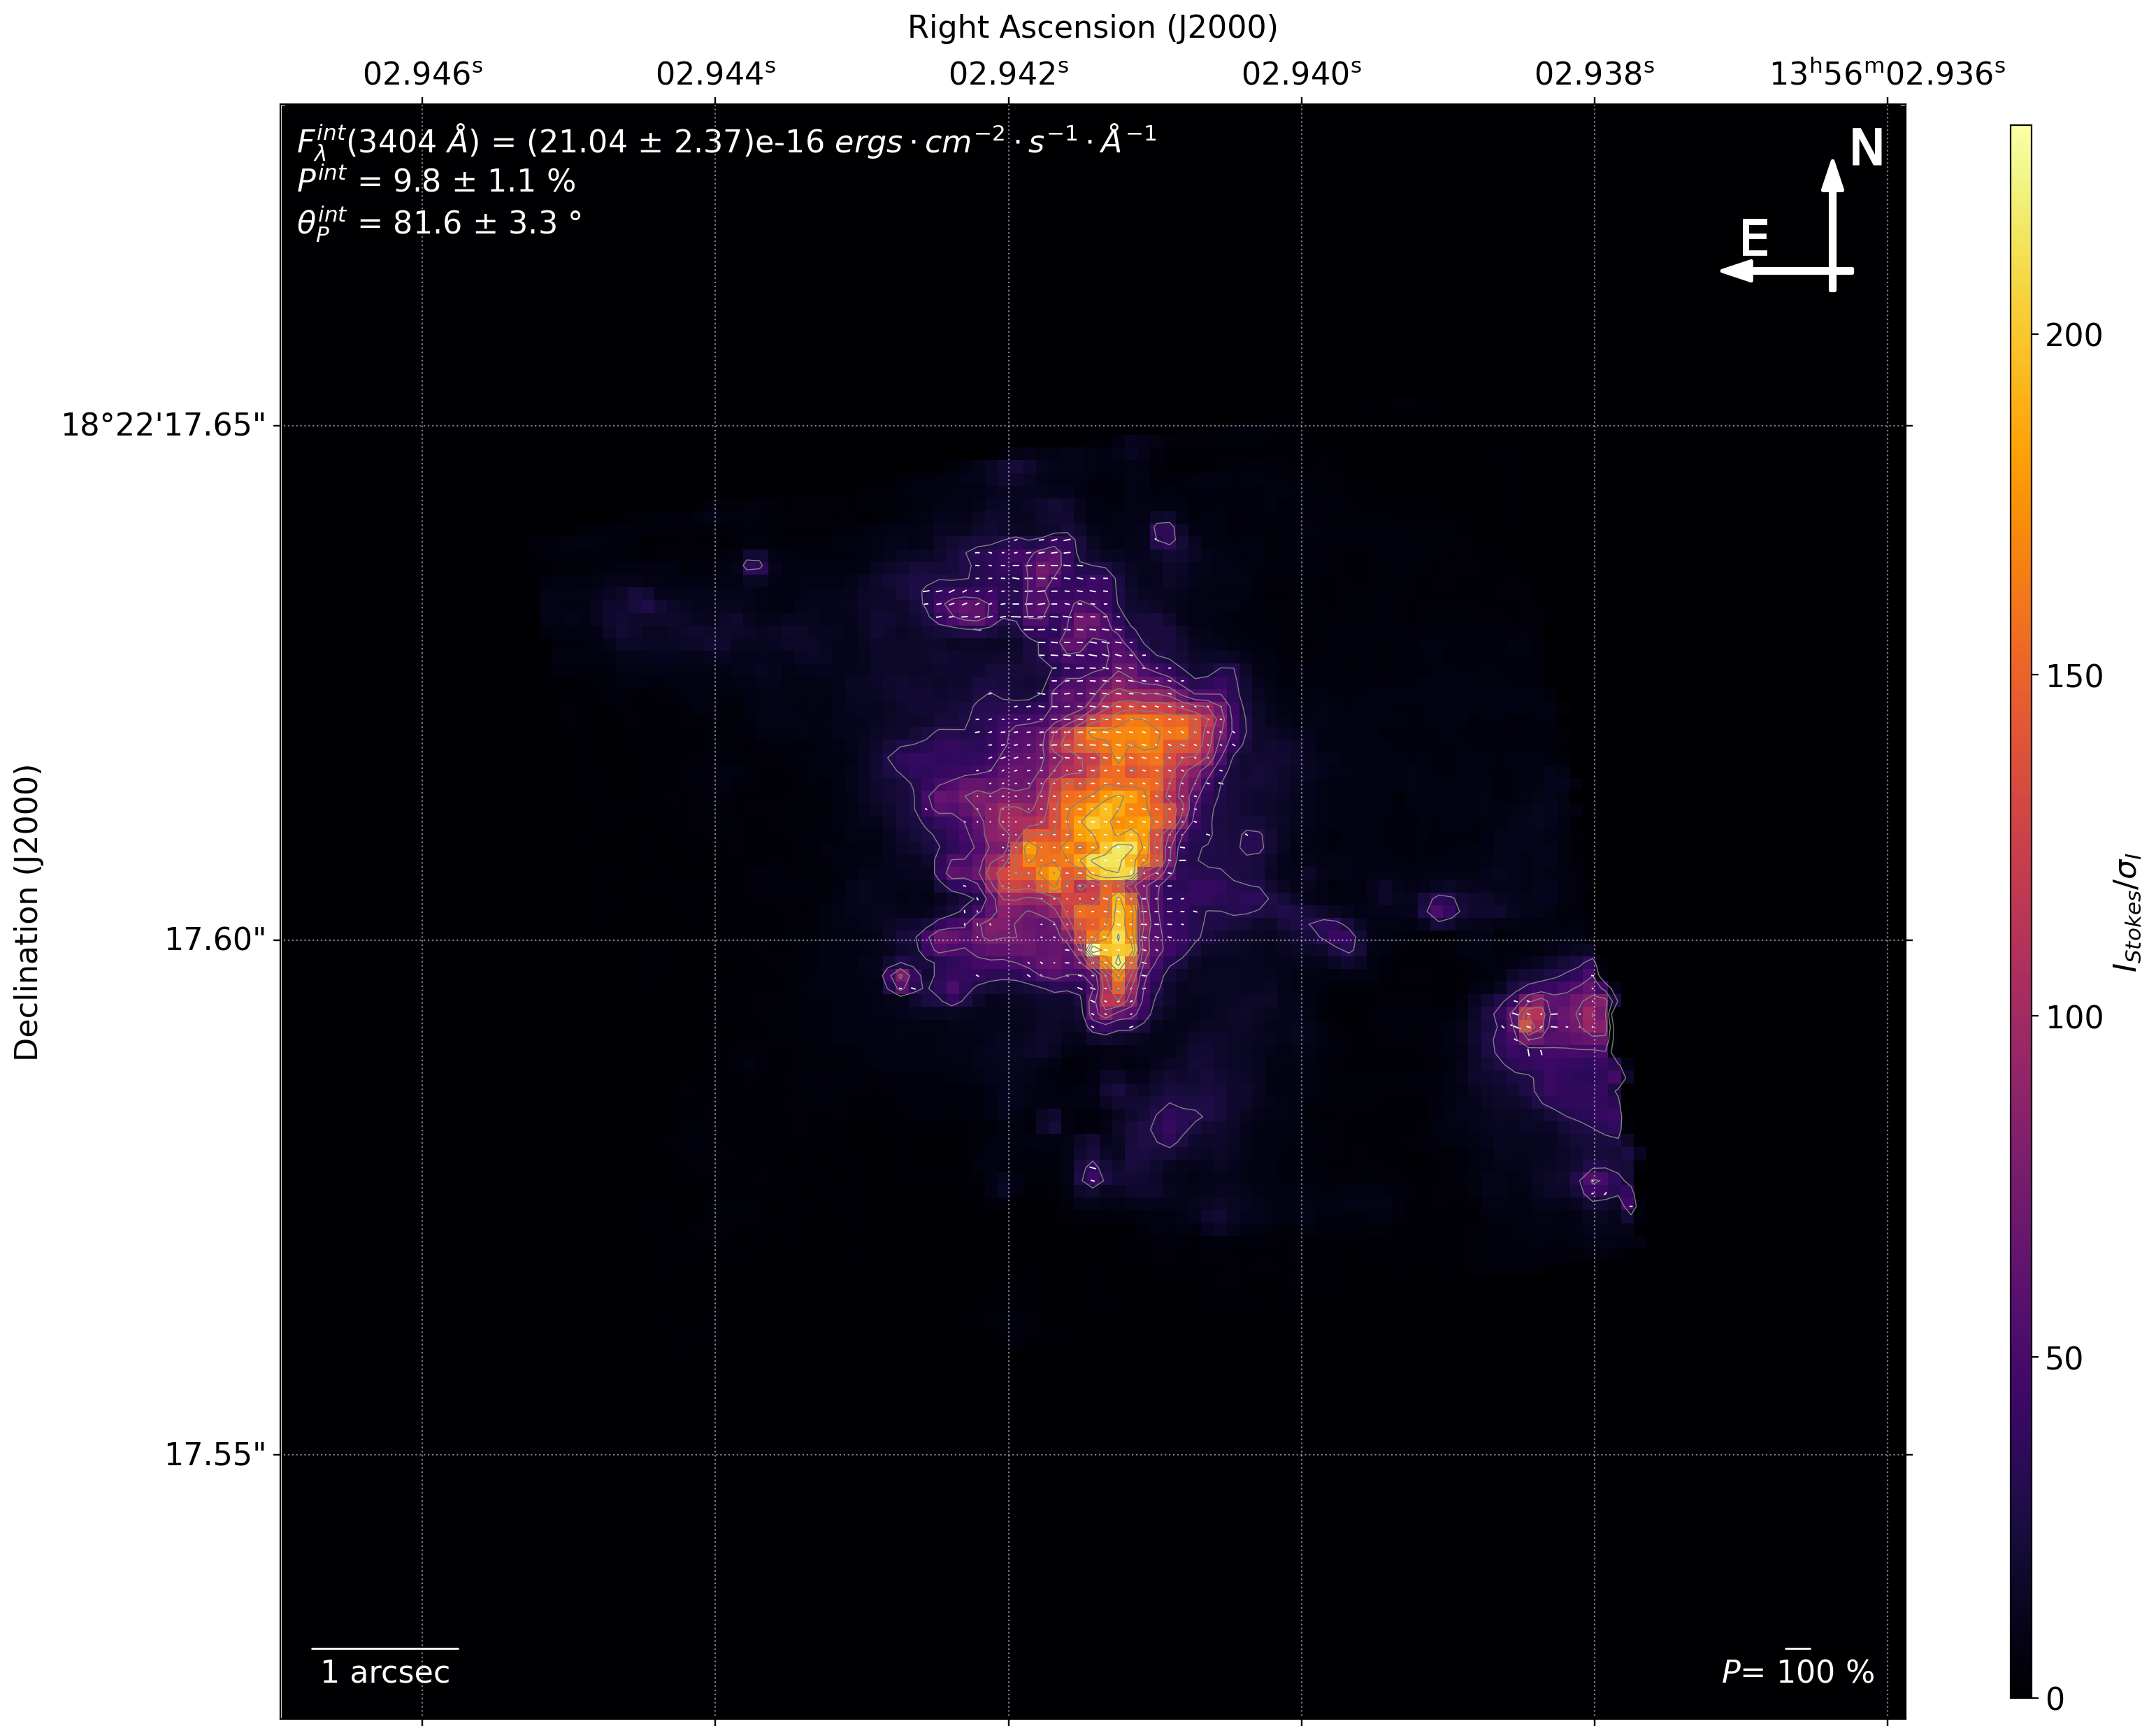 Right Ascension (J2000)
02.946ˢ 02.944ˢ 02.942ˢ 02.940ˢ 02.938ˢ 13ʰ56ᵐ02.936ˢ
F_λ^int(3404 Å) = (21.04 ± 2.37)e-16 ergs · cm⁻² · s⁻¹ · Å⁻¹
P^int = 9.8 ± 1.1 %
θ_P^int = 81.6 ± 3.3 °
N
E
18°22'17.65"
17.60"
17.55"
Declination (J2000)
1 arcsec
P= 100 %
200
150
100
50
0
I_Stokes/σ_I